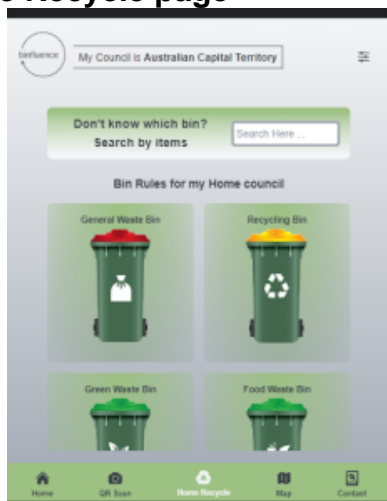 Recycle page
binfluence
My Council is Australian Capital Territory
Don't know which bin?
Search by items
Search Here ...
Bin Rules for my Home council
General Waste Bin
Recycling Bin
Green Waste Bin
Food Waste Bin
Home
QR Scan
Home Recycle
Map
Contact